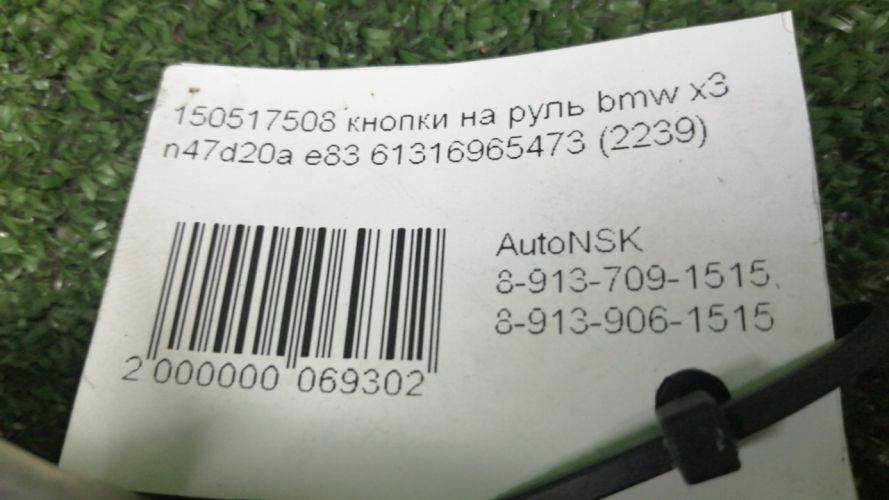 150517508 кнопки на руль bmw x3
n47d20a e83 61316965473 (2239)
AutoNSK
8-913-709-1515,
8-913-906-1515
2 000000 069302